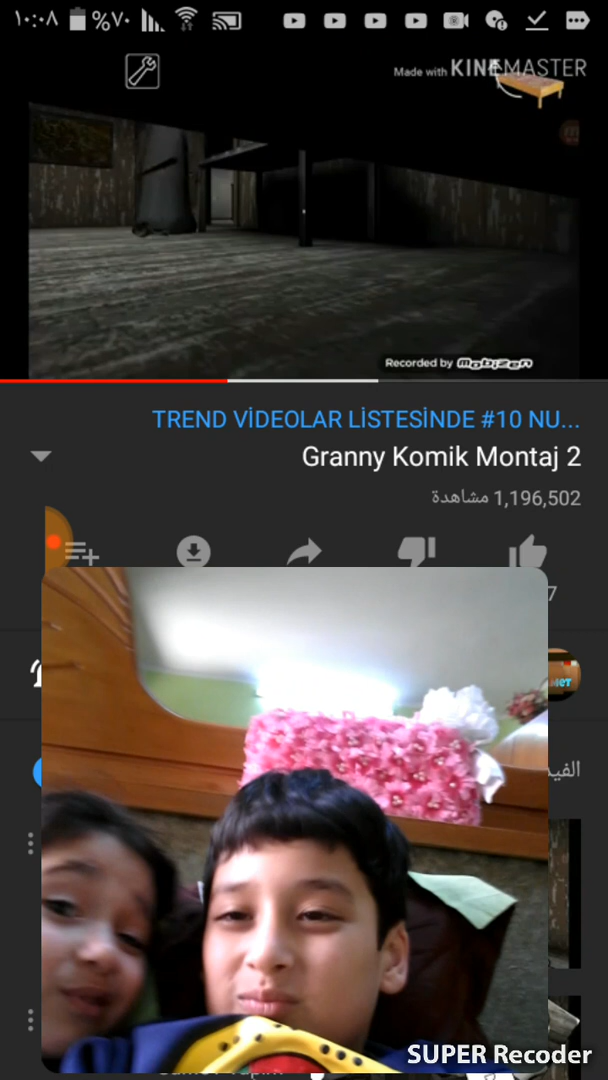 ١٠:٠٨ %٧٠
Made with KINEMASTER
Recorded by mobizen
TREND VİDEOLAR LİSTESİNDE #10 NU...
Granny Komik Montaj 2
1,196,502 مشاهدة
7
SUPER Recoder